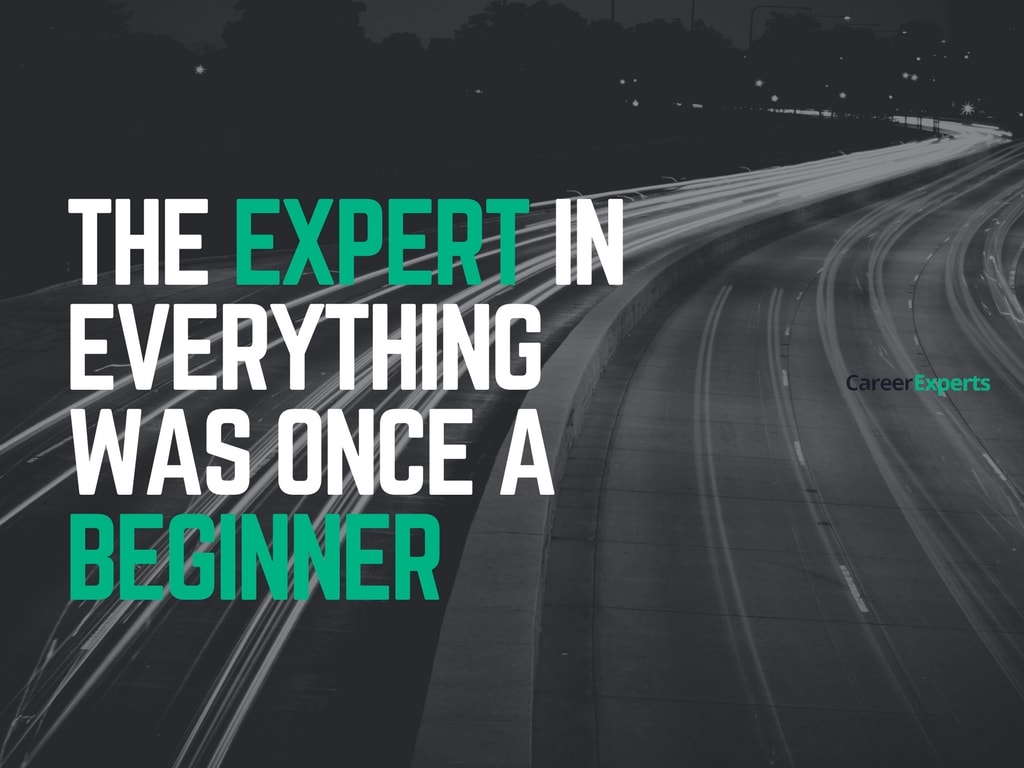 THE EXPERT IN
EVERYTHING
WAS ONCE A
BEGINNER
CareerExperts